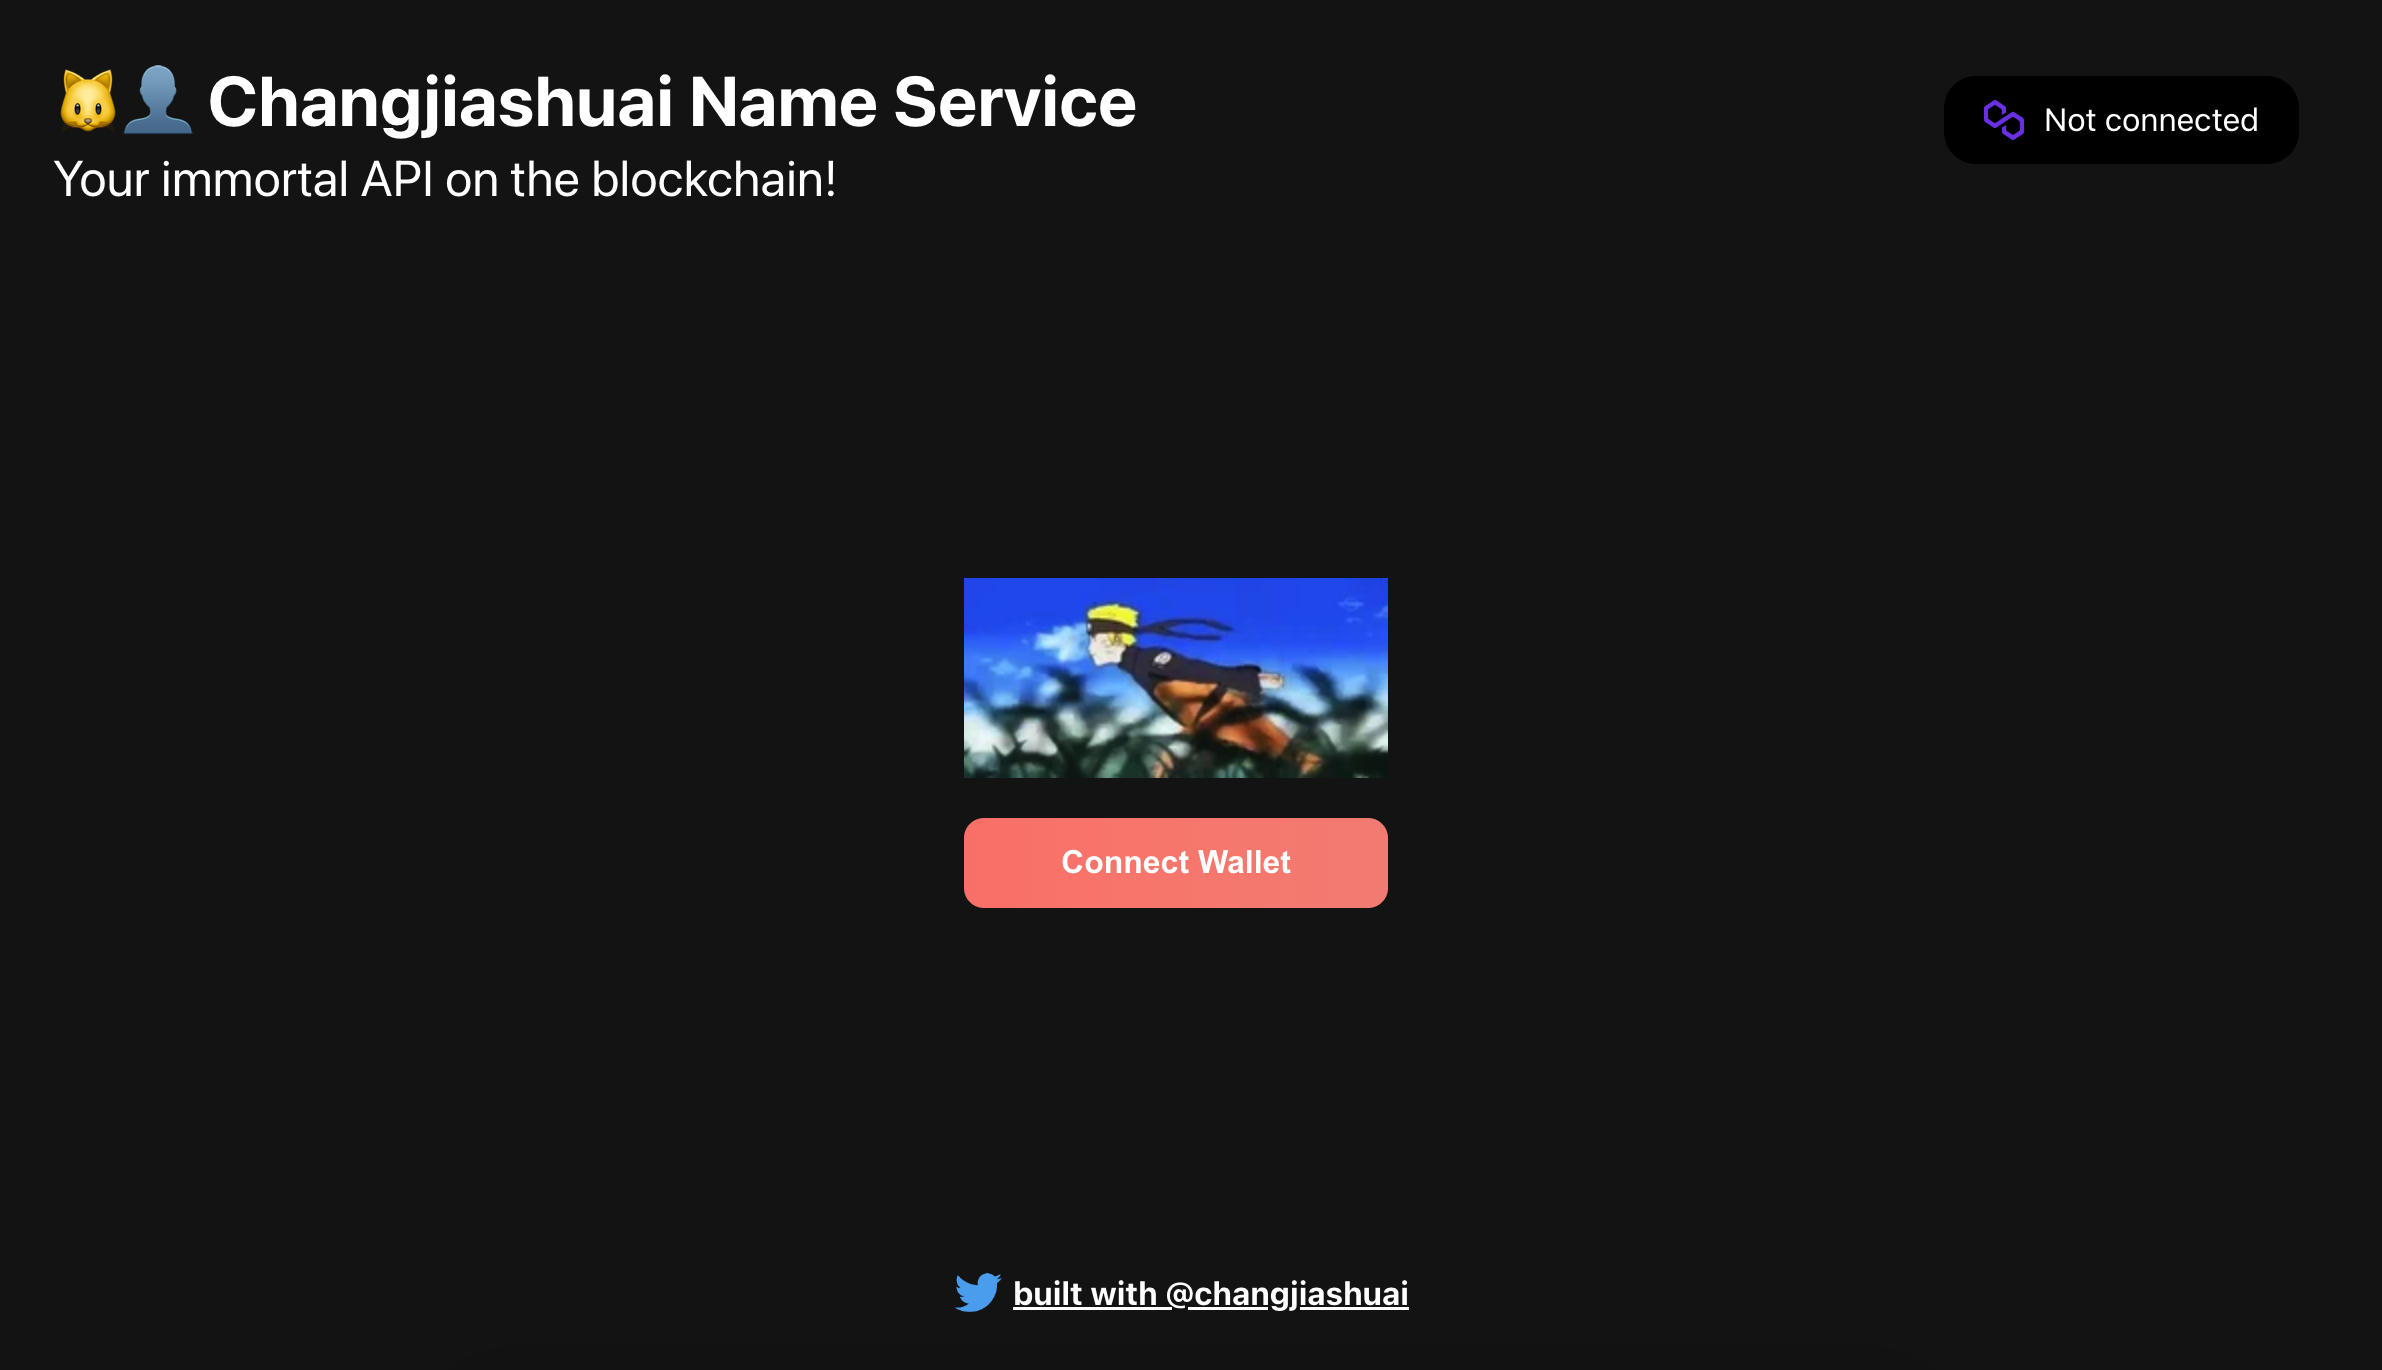 🐱👤 Changjiashuai Name Service
Your immortal API on the blockchain!
Not connected
Connect Wallet
built with @changjiashuai